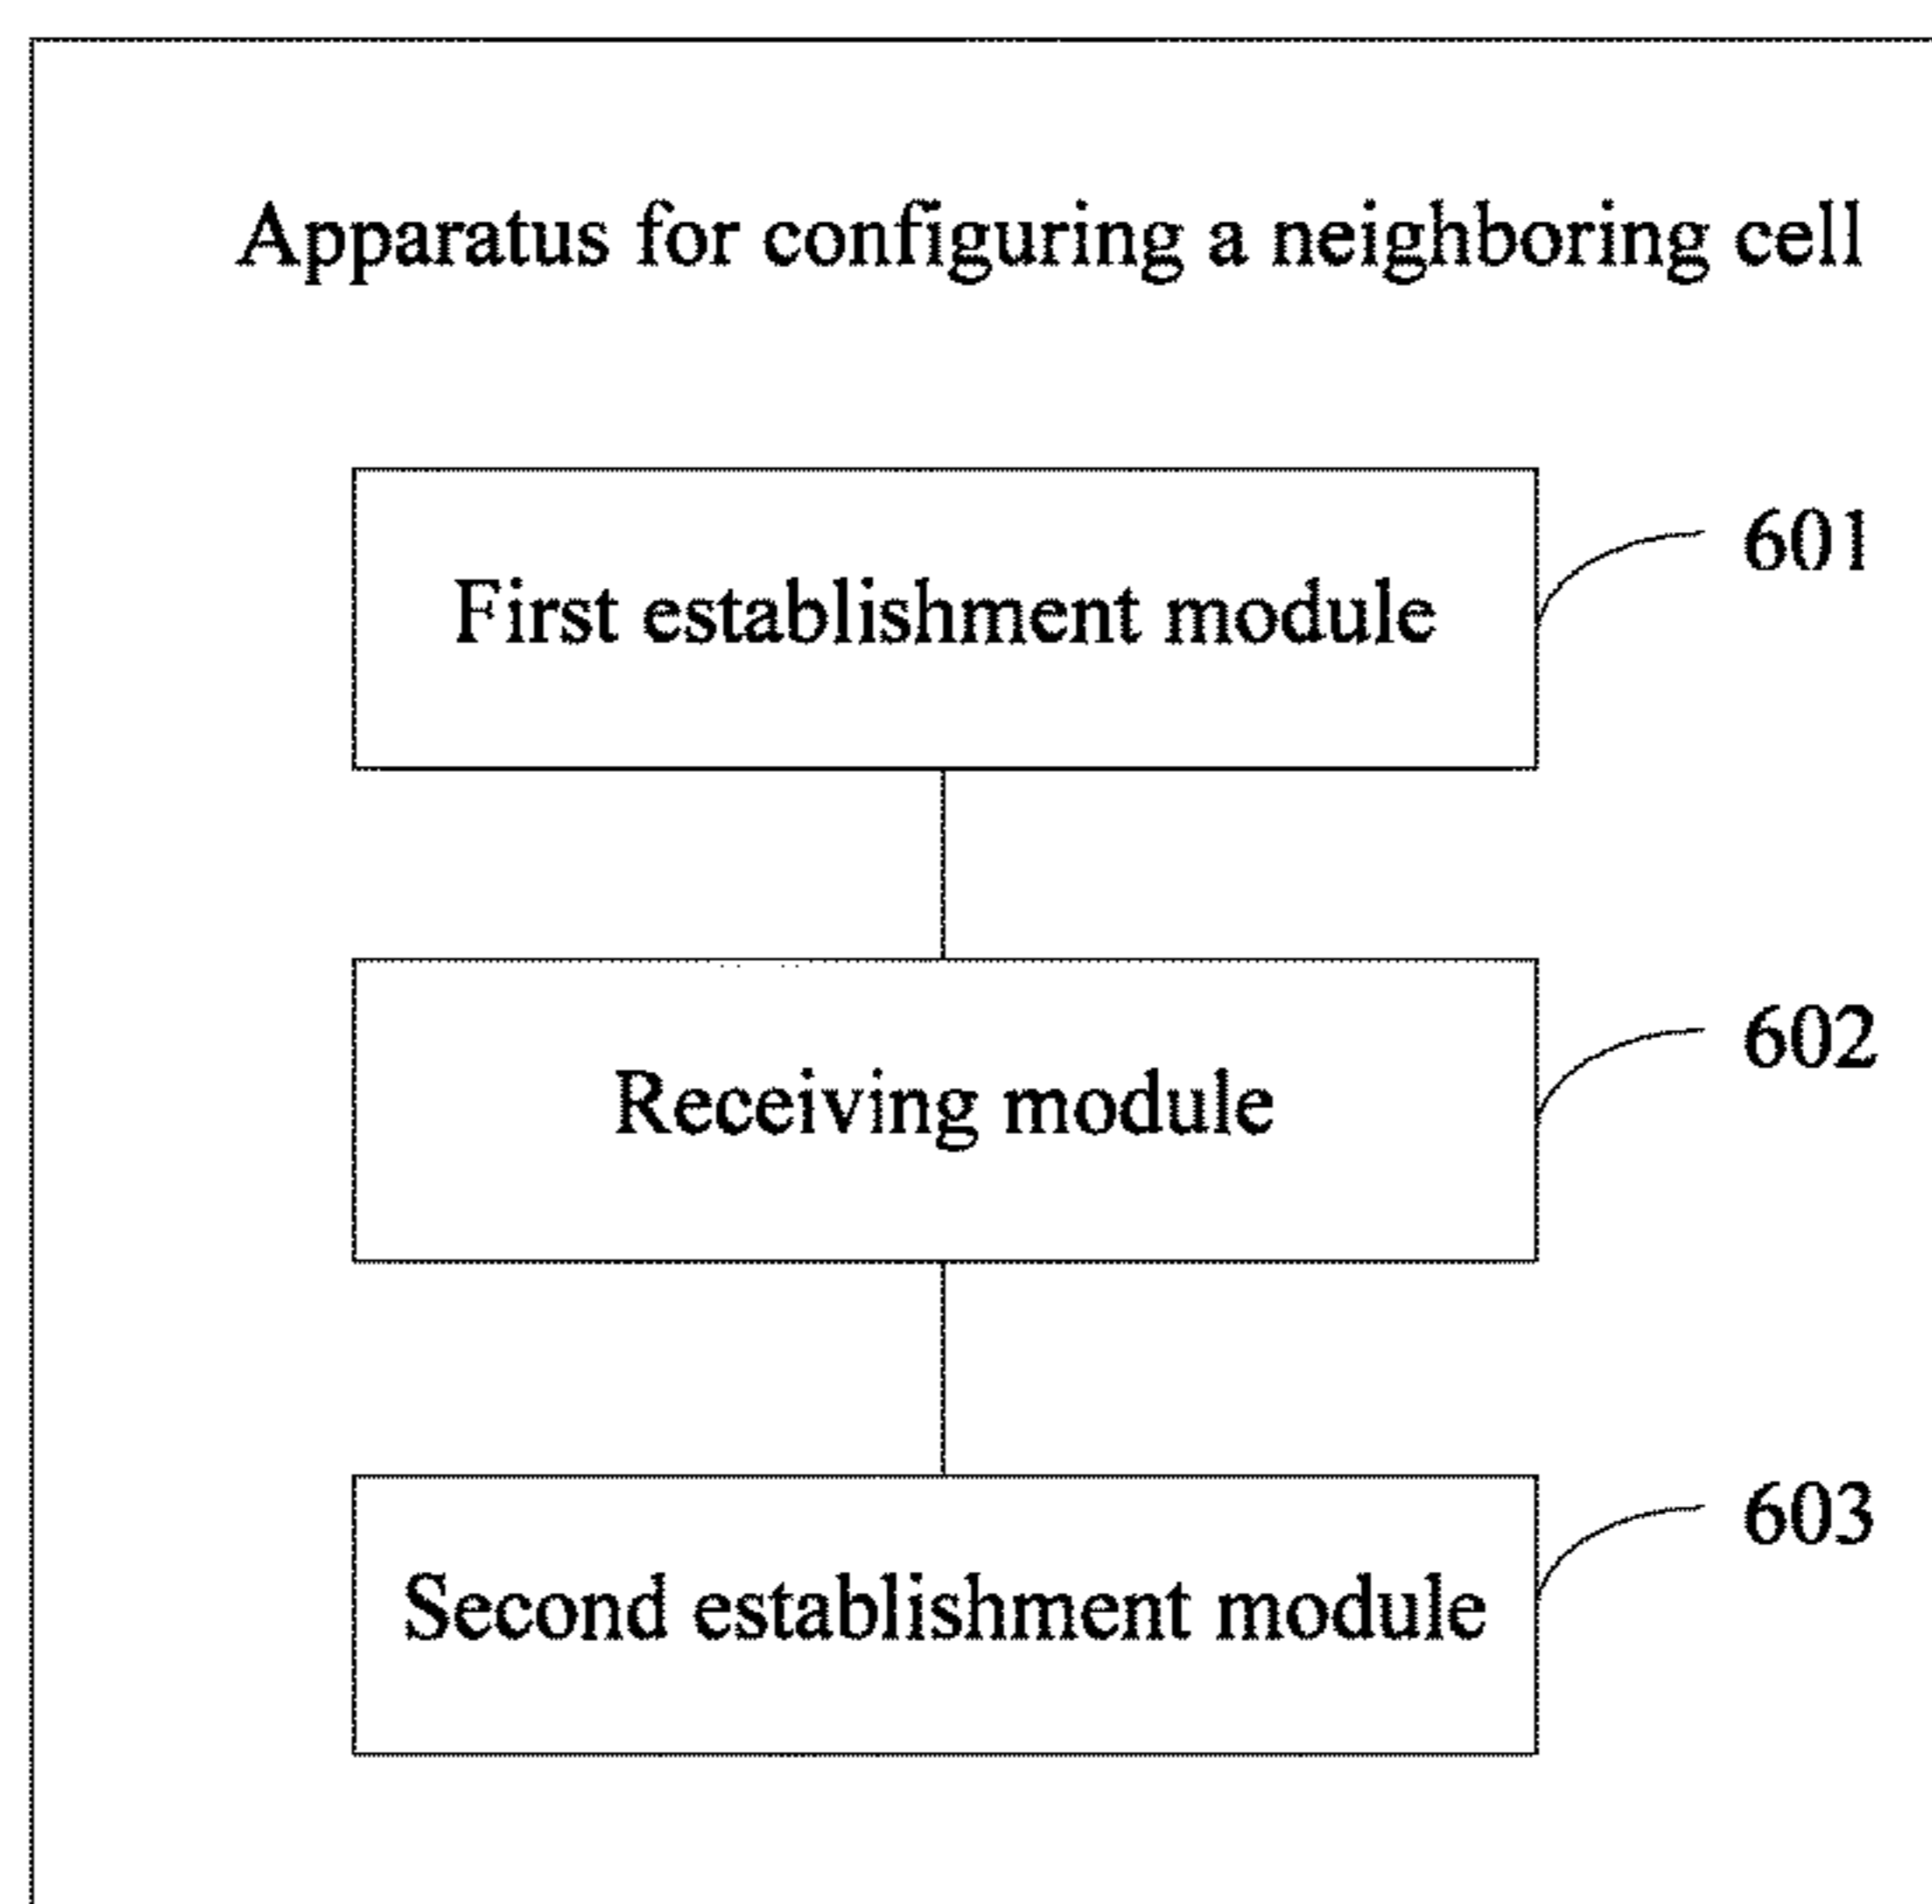 Apparatus for configuring a neighboring cell
First establishment module
601
Receiving module
602
Second establishment module
603